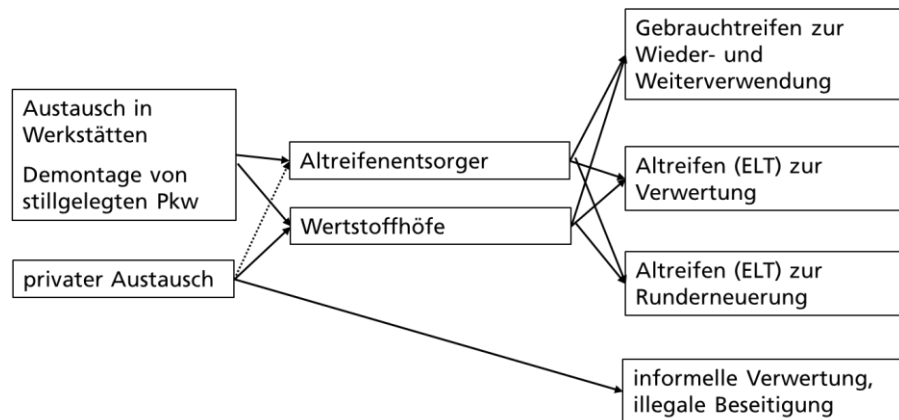 Austausch in
Werkstätten
Demontage von
stillgelegten Pkw
privater Austausch
Altreifenentsorger
Wertstoffhöfe
Gebrauchtreifen zur
Wieder- und
Weiterverwendung
Altreifen (ELT) zur
Verwertung
Altreifen (ELT) zur
Runderneuerung
informelle Verwertung,
illegale Beseitigung